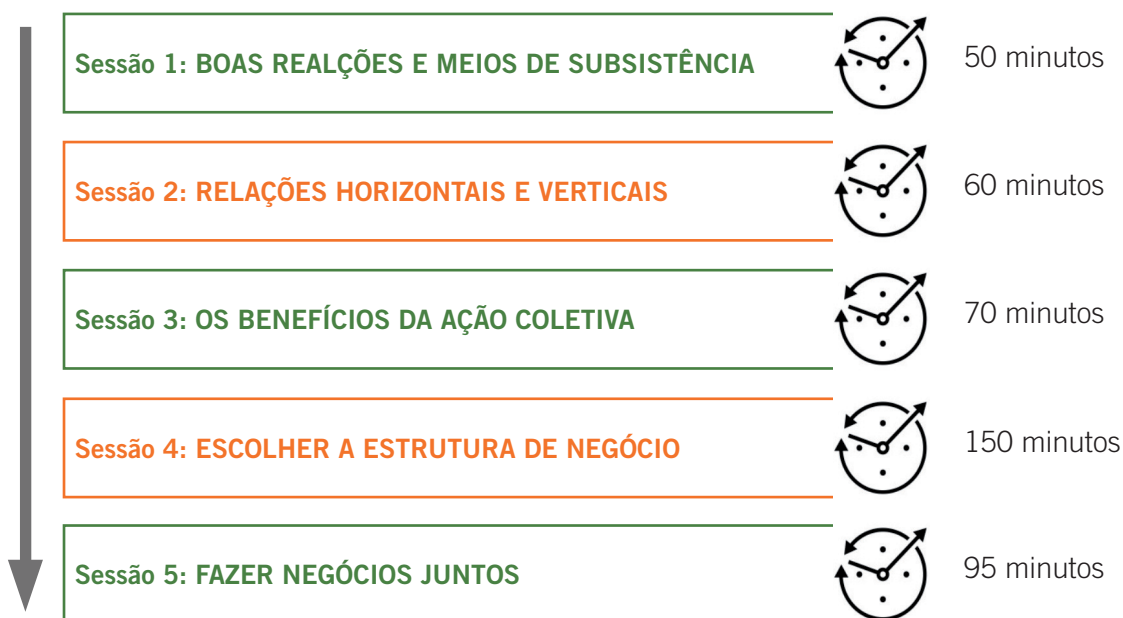 Sessão 1: BOAS REALÇÕES E MEIOS DE SUBSISTÊNCIA
50 minutos
Sessão 2: RELAÇÕES HORIZONTAIS E VERTICAIS
60 minutos
Sessão 3: OS BENEFÍCIOS DA AÇÃO COLETIVA
70 minutos
Sessão 4: ESCOLHER A ESTRUTURA DE NEGÓCIO
150 minutos
Sessão 5: FAZER NEGÓCIOS JUNTOS
95 minutos